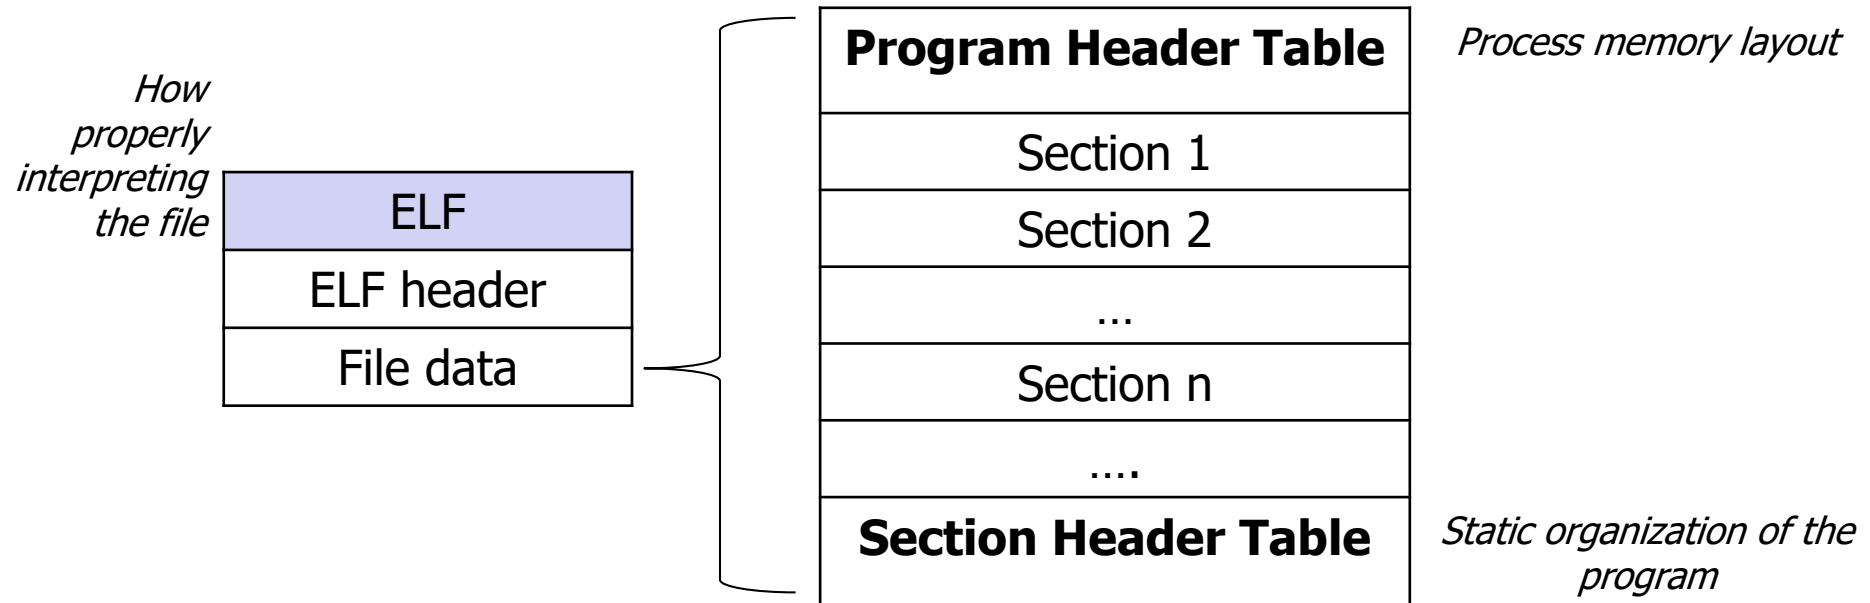 How
properly
interpreting
the file
ELF
ELF header
File data
Program Header Table
Section 1
Section 2
...
Section n
....
Section Header Table
Process memory layout
Static organization of the
program